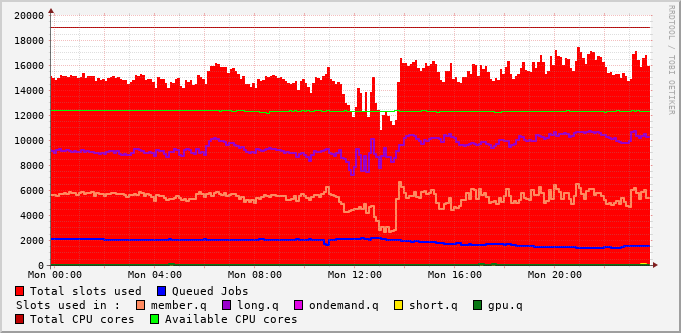 20000
18000
16000
14000
12000
10000
8000
6000
4000
2000
0
Mon 00:00 Mon 04:00 Mon 08:00 Mon 12:00 Mon 16:00 Mon 20:00
Total slots used Queued Jobs
Slots used in : member.q long.q ondemand.q short.q gpu.q
Total CPU cores Available CPU cores
RRDTOOL / TOBI OETIKER